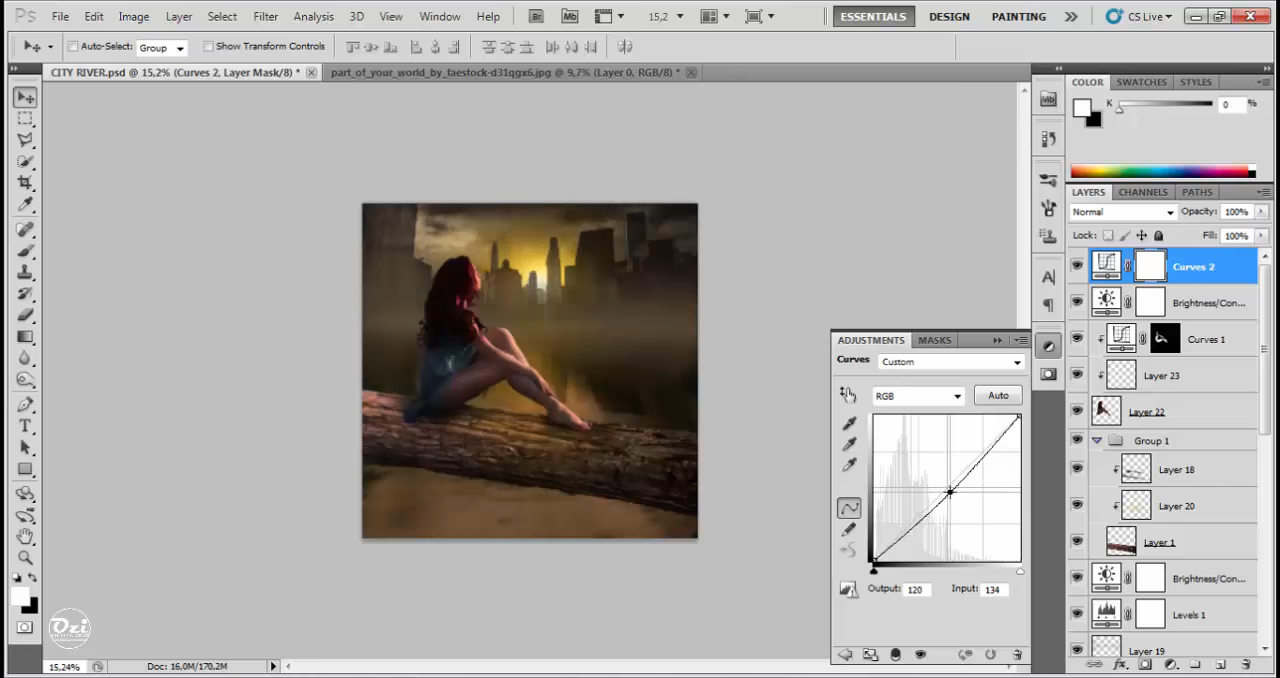 Ps File Edit Image Layer Select Filter Analysis 3D View Window Help Br Mb 15,2 ESSENTIALS DESIGN PAINTING CS Live
Auto-Select: Group Show Transform Controls
CITY RIVER.psd @ 15,2% (Curves 2, Layer Mask/8) * part_of_your_world_by_faestock-d31qgx6.jpg @ 9,7% (Layer 0, RGB/8) *
COLOR SWATCHES STYLES
K 0 %
LAYERS CHANNELS PATHS
Normal Opacity: 100%
Lock: Fill: 100%
Curves 2
Brightness/Con...
Curves 1
Layer 23
Layer 22
Group 1
Layer 18
Layer 20
Layer 1
Brightness/Con...
Levels 1
Layer 19
ADJUSTMENTS MASKS
Curves Custom
RGB Auto
Output: 120 Input: 134
Ozi
15,24% Doc: 16,0M/170,2M